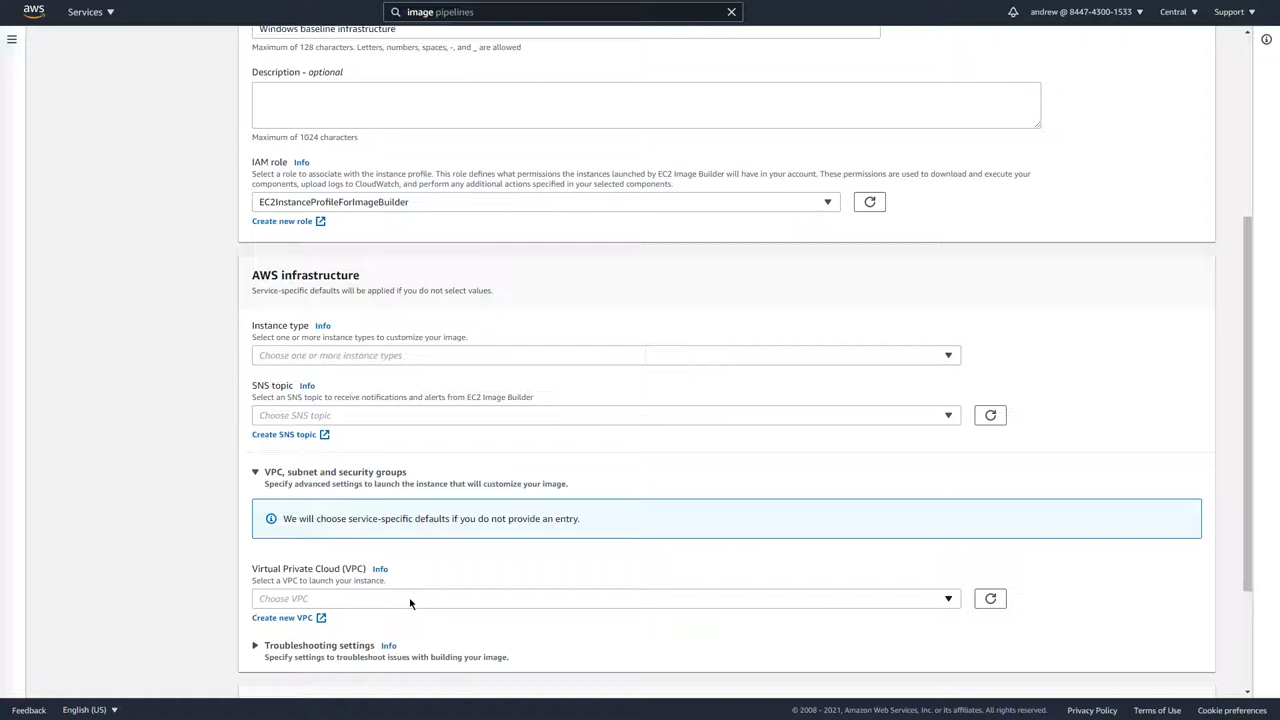 aws
Services
image pipelines
andrew @ 8447-4300-1533
Central
Support
Windows baseline infrastructure
Maximum of 128 characters. Letters, numbers, spaces, -, and _ are allowed
Description - optional
Maximum of 1024 characters
IAM role Info
Select a role to associate with the instance profile. This role defines what permissions the instances launched by EC2 Image Builder will have in your account. These permissions are used to download and execute your
components, upload logs to CloudWatch, and perform any additional actions specified in your selected components.
EC2InstanceProfileForImageBuilder
Create new role
AWS infrastructure
Service-specific defaults will be applied if you do not select values.
Instance type Info
Select one or more instance types to customize your image.
Choose one or more instance types
SNS topic Info
Select an SNS topic to receive notifications and alerts from EC2 Image Builder
Choose SNS topic
Create SNS topic
VPC, subnet and security groups
Specify advanced settings to launch the instance that will customize your image.
We will choose service-specific defaults if you do not provide an entry.
Virtual Private Cloud (VPC) Info
Select a VPC to launch your instance.
Choose VPC
Create new VPC
Troubleshooting settings Info
Specify settings to troubleshoot issues with building your image.
Feedback
English (US)
© 2008 - 2021, Amazon Web Services, Inc. or its affiliates. All rights reserved.
Privacy Policy
Terms of Use
Cookie preferences